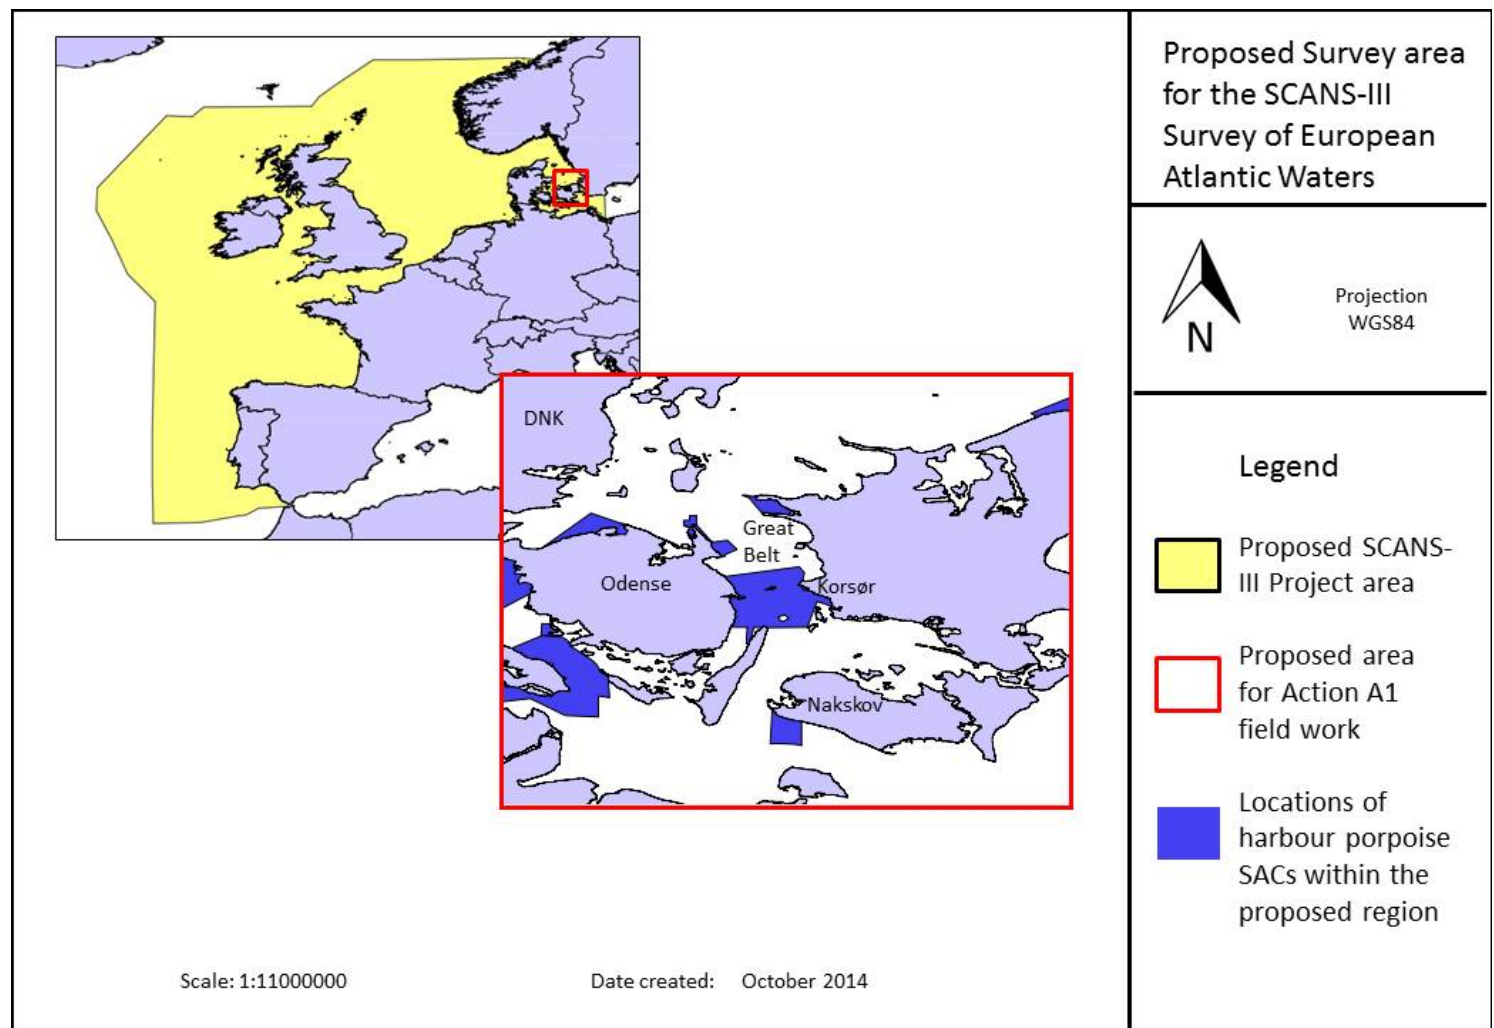 Proposed Survey area
for the SCANS-III
Survey of European
Atlantic Waters
N
Projection
WGS84
DNK
Great
Belt
Odense
Korsør
Nakskov
Legend
Proposed SCANS-
III Project area
Proposed area
for Action A1
field work
Locations of
harbour porpoise
SACs within the
proposed region
Scale: 1:11000000
Date created: October 2014